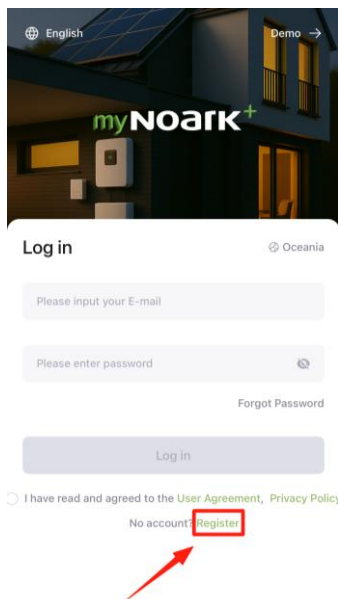 English
Demo →
myNOARK+
Log in
Oceania
Please input your E-mail
Please enter password
Forgot Password
Log in
I have read and agreed to the User Agreement, Privacy Policy
No account? Register